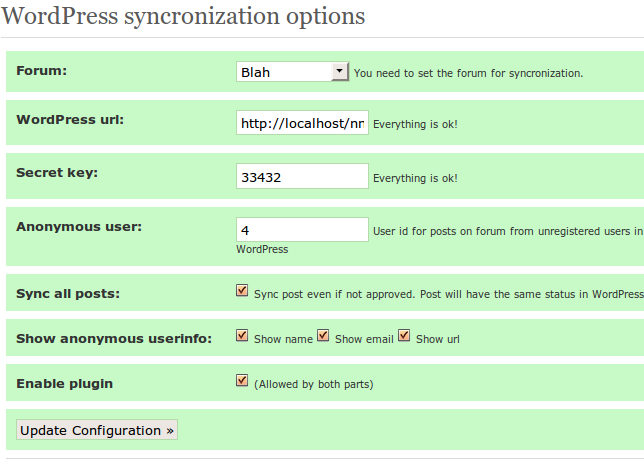 WordPress syncronization options
Forum: Blah You need to set the forum for syncronization.
WordPress url: http://localhost/nr Everything is ok!
Secret key: 33432 Everything is ok!
Anonymous user: 4 User id for posts on forum from unregistered users in
WordPress
Sync all posts: Sync post even if not approved. Post will have the same status in WordPress
Show anonymous userinfo: Show name Show email Show url
Enable plugin (Allowed by both parts)
Update Configuration »